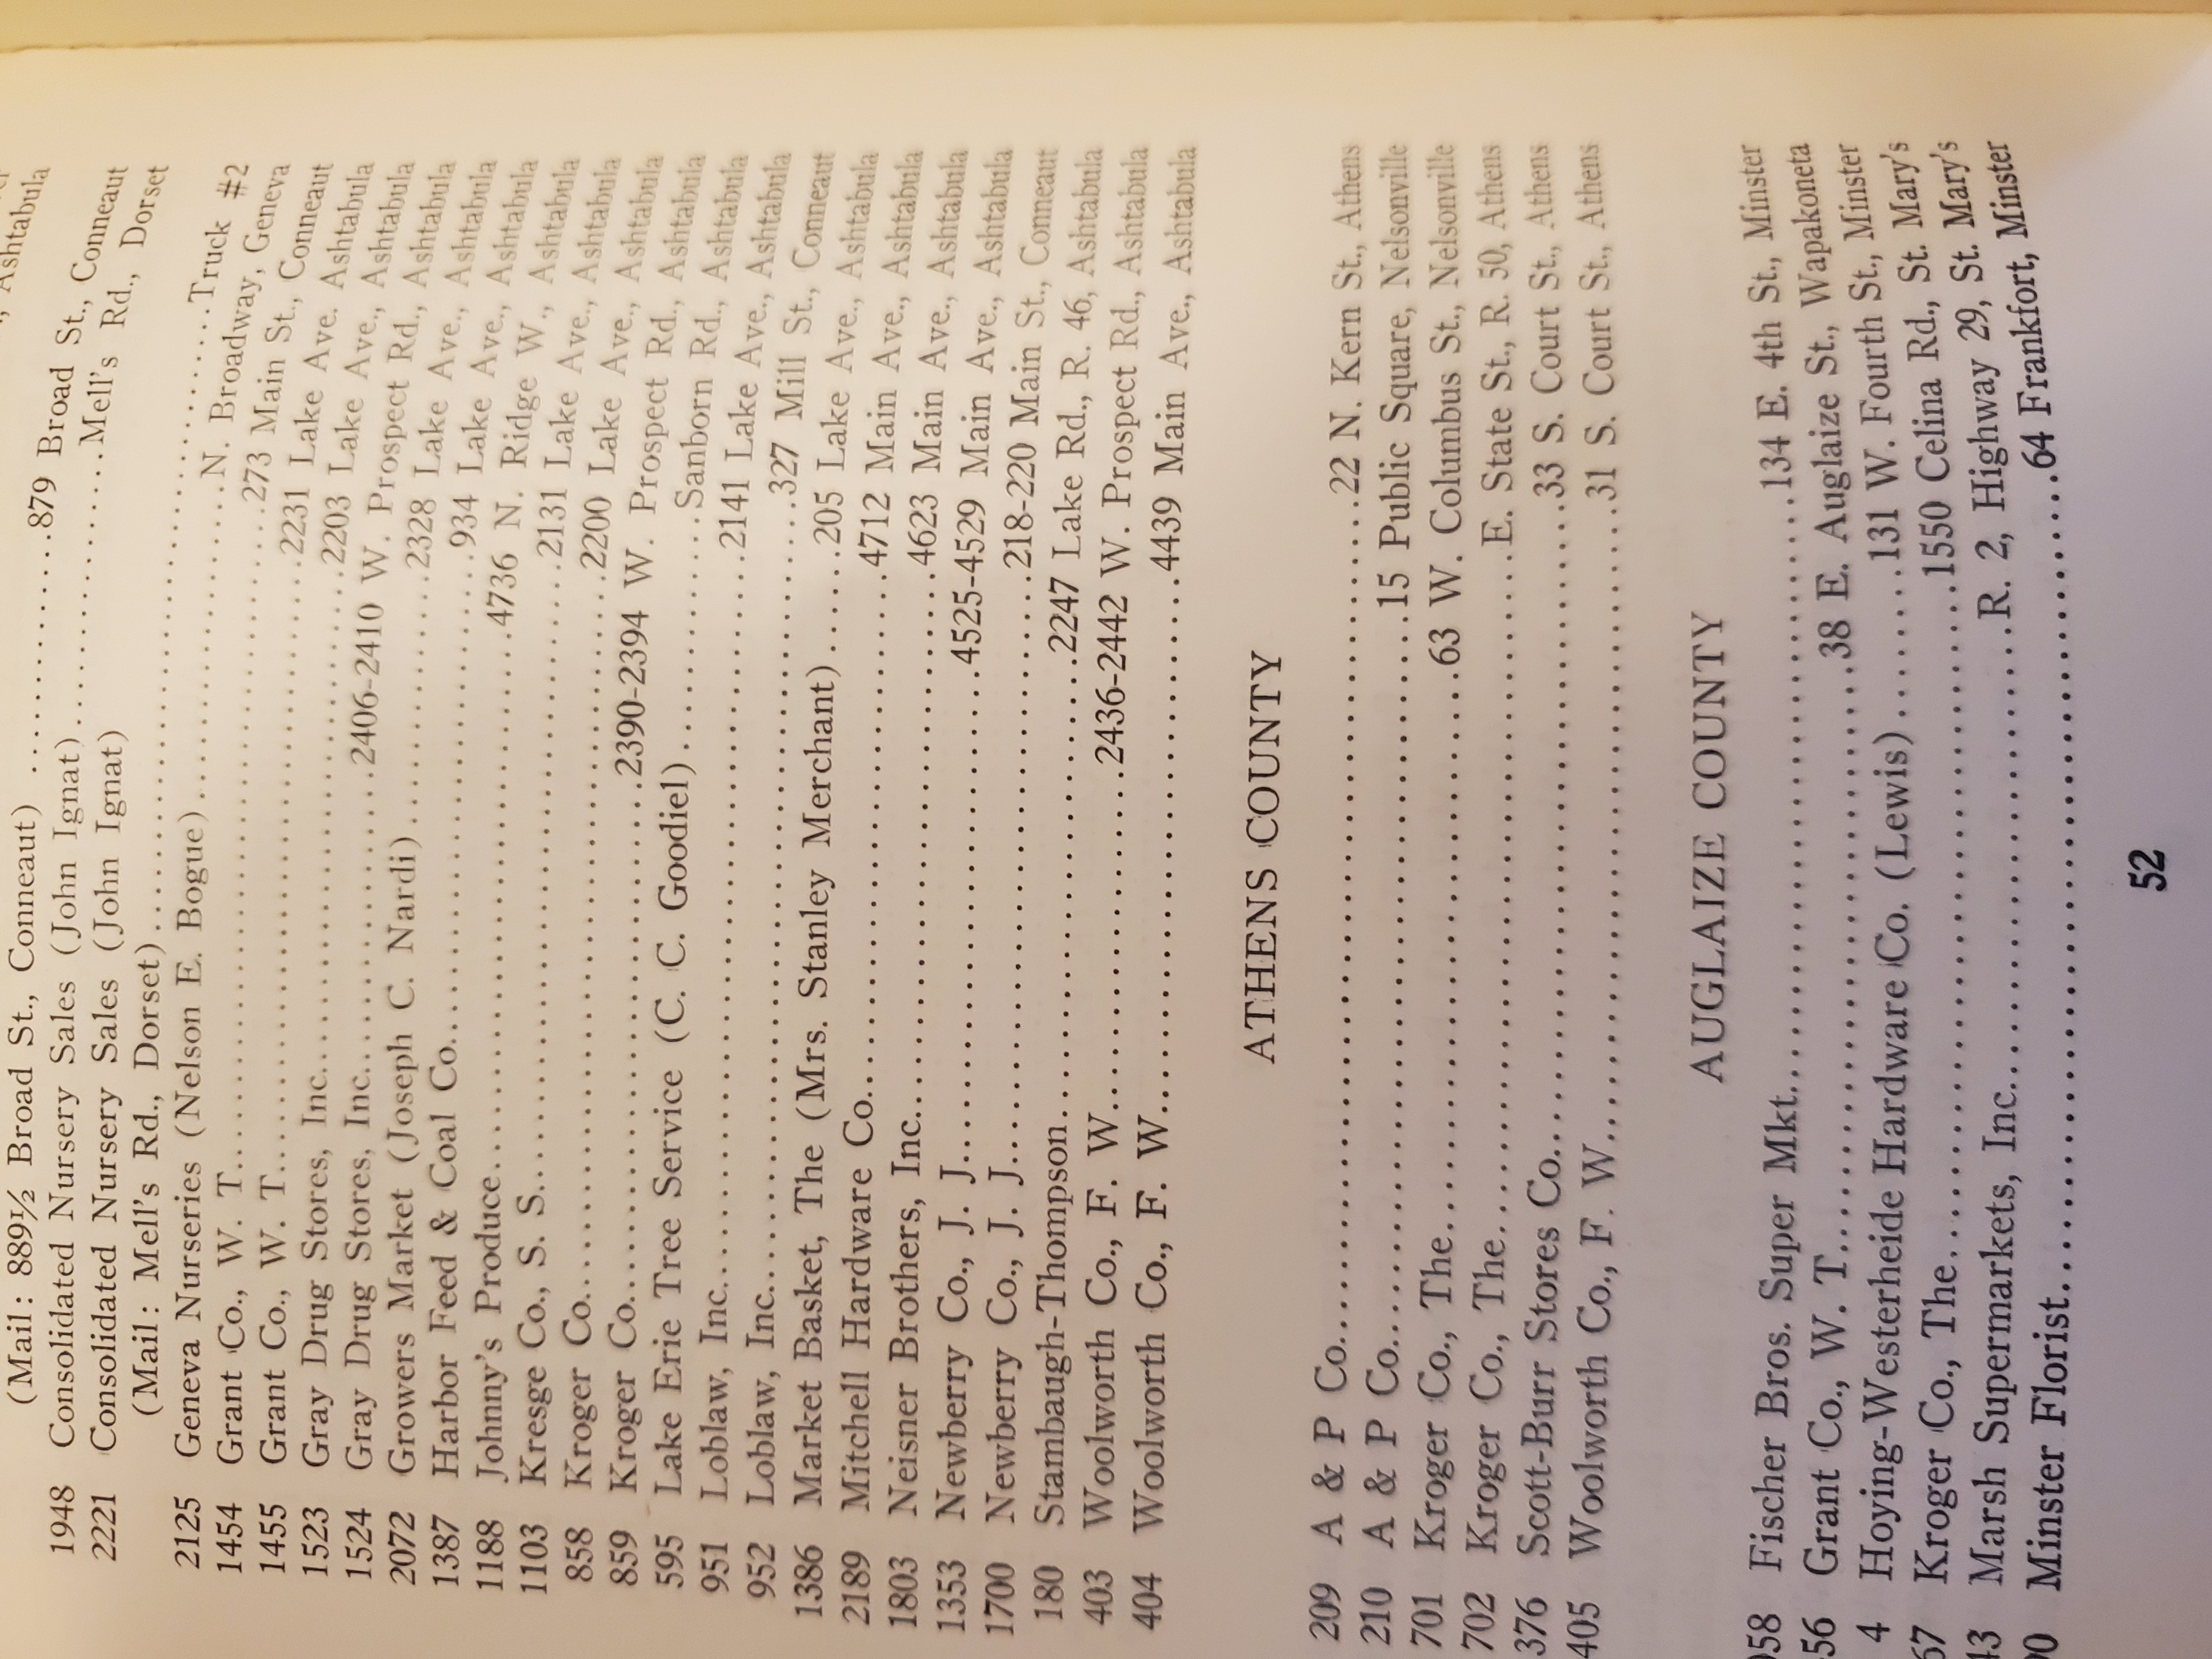 Ashtabula
(Mail: 889½ Broad St., Conneaut) ..........879 Broad St., Conneaut
1948 Consolidated Nursery Sales (John Ignat)..........Mell's Rd., Dorset
2221 Consolidated Nursery Sales (John Ignat)
(Mail: Mell's Rd., Dorset)..........Truck #2
2125 Geneva Nurseries (Nelson E. Bogue)..........N. Broadway, Geneva
1454 Grant Co., W. T..........273 Main St., Conneaut
1455 Grant Co., W. T..........2231 Lake Ave. Ashtabula
1523 Gray Drug Stores, Inc..........2203 Lake Ave., Ashtabula
1524 Gray Drug Stores, Inc..........2406-2410 W. Prospect Rd., Ashtabula
2072 Growers Market (Joseph C. Nardi)..........2328 Lake Ave., Ashtabula
1387 Harbor Feed & Coal Co..........934 Lake Ave., Ashtabula
1188 Johnny's Produce..........4736 N. Ridge W., Ashtabula
1103 Kresge Co., S. S..........2131 Lake Ave., Ashtabula
858 Kroger Co..........2200 Lake Ave., Ashtabula
859 Kroger Co..........2390-2394 W. Prospect Rd., Ashtabula
595 Lake Erie Tree Service (C. C. Goodiel)..........Sanborn Rd., Ashtabula
951 Loblaw, Inc..........2141 Lake Ave., Ashtabula
952 Loblaw, Inc..........327 Mill St., Conneaut
1386 Market Basket, The (Mrs. Stanley Merchant).....205 Lake Ave., Ashtabula
2189 Mitchell Hardware Co..........4712 Main Ave., Ashtabula
1803 Neisner Brothers, Inc..........4623 Main Ave., Ashtabula
1353 Newberry Co., J. J..........4525-4529 Main Ave., Ashtabula
1700 Newberry Co., J. J..........218-220 Main St., Conneaut
180 Stambaugh-Thompson..........2247 Lake Rd., R. 46, Ashtabula
403 Woolworth Co., F. W..........2436-2442 W. Prospect Rd., Ashtabula
404 Woolworth Co., F. W..........4439 Main Ave., Ashtabula
ATHENS COUNTY
209 A & P Co..........22 N. Kern St., Athens
210 A & P Co..........15 Public Square, Nelsonville
701 Kroger Co., The..........63 W. Columbus St., Nelsonville
702 Kroger Co., The..........E. State St., R. 50, Athens
376 Scott-Burr Stores Co..........33 S. Court St., Athens
405 Woolworth Co., F. W..........31 S. Court St., Athens
AUGLAIZE COUNTY
58 Fischer Bros. Super Mkt..........134 E. 4th St., Minster
56 Grant Co., W. T..........38 E. Auglaize St., Wapakoneta
4 Hoying-Westerheide Hardware Co. (Lewis)..........131 W. Fourth St., Minster
67 Kroger Co., The..........1550 Celina Rd., St. Mary's
Marsh Supermarkets, Inc..........R. 2, Highway 29, St. Mary's
Minster Florist..........64 Frankfort, Minster
52